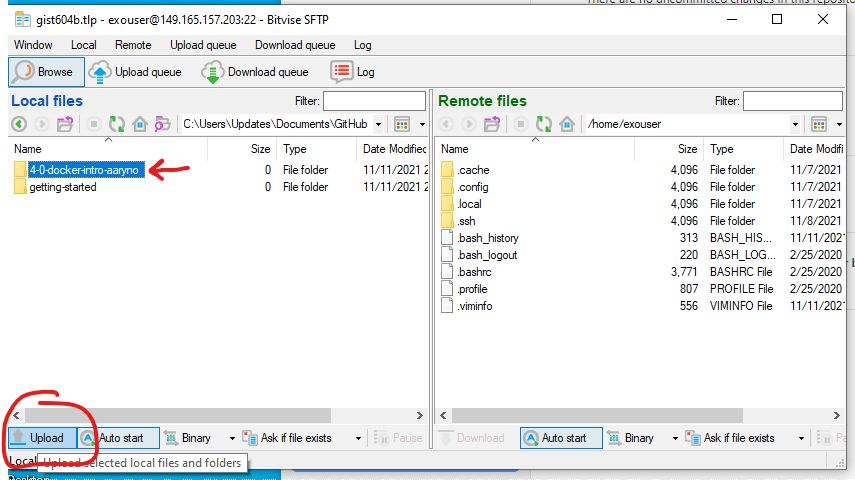 There are no uncommitted changes in this reposito
gist604b.tlp - exouser@149.165.157.203:22 - Bitvise SFTP
Window Local Remote Upload queue Download queue Log
Browse Upload queue Download queue Log
Local files Filter:
Remote files Filter:
C:\Users\Updates\Documents\GitHub
/home/exouser
Name Size Type Date Modified
4-0-docker-intro-aaryno 0 File folder 11/11/2021 2
getting-started 0 File folder 11/11/2021 2
Name Size Type Date Modified
.cache 4,096 File folder 11/7/2021
.config 4,096 File folder 11/7/2021
.local 4,096 File folder 11/7/2021
.ssh 4,096 File folder 11/8/2021
.bash_history 313 BASH_HIS... 11/11/2021
.bash_logout 220 BASH_LOG... 2/25/2020
.bashrc 3,771 BASHRC File 2/25/2020
.profile 807 PROFILE File 2/25/2020
.viminfo 556 VIMINFO File 11/11/2021
Upload Auto start Binary Ask if file exists Pause
Download Auto start Binary Ask if file exists Pa
Local
Upload selected local files and folders